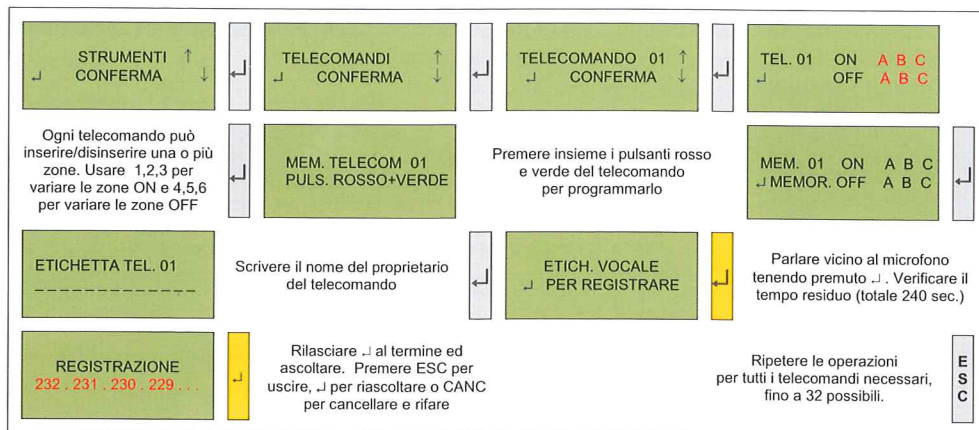 STRUMENTI ↑
↵ CONFERMA ↓
↵
TELECOMANDI ↑
↵ CONFERMA ↓
↵
TELECOMANDO 01 ↑
↵ CONFERMA ↓
↵
TEL. 01 ON A B C
↵ OFF A B C
Ogni telecomando può
inserire/disinserire una o più
zone. Usare 1,2,3 per
variare le zone ON e 4,5,6
per variare le zone OFF
↵
MEM. TELECOM 01
PULS. ROSSO+VERDE
Premere insieme i pulsanti rosso
e verde del telecomando
per programmarlo
MEM. 01 ON A B C
↵ MEMOR. OFF A B C
↵
ETICHETTA TEL. 01
_ _ _ _ _ _ _ _ _ _ _ _
Scrivere il nome del proprietario
del telecomando
↵
ETICH. VOCALE
↵ PER REGISTRARE
↵
Parlare vicino al microfono
tenendo premuto ↵ . Verificare il
tempo residuo (totale 240 sec.)
REGISTRAZIONE
232 . 231 . 230 . 229 . . .
↵
Rilasciare ↵ al termine ed
ascoltare. Premere ESC per
uscire, ↵ per riascoltare o CANC
per cancellare e rifare
Ripetere le operazioni
per tutti i telecomandi necessari,
fino a 32 possibili.
E
S
C